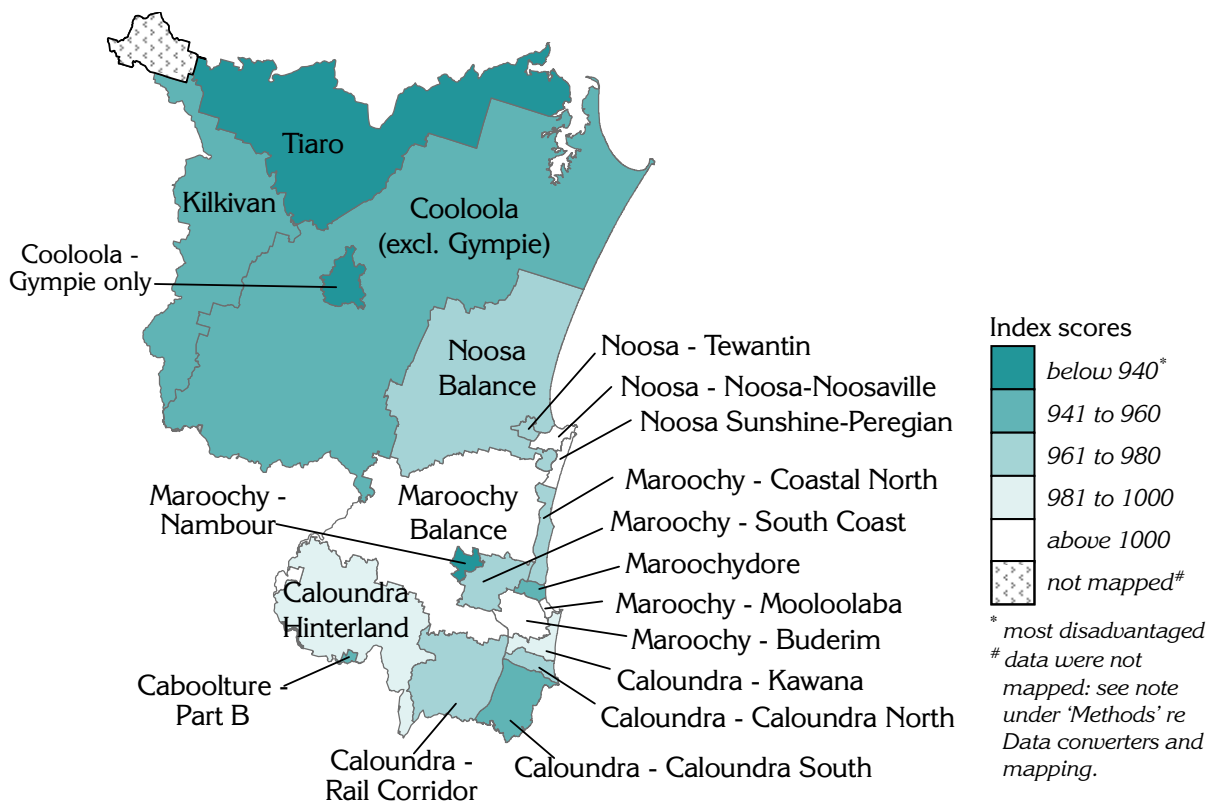 Tiaro
Kilkivan
Cooloola
(excl. Gympie)
Cooloola -
Gympie only
Noosa
Balance
Noosa - Tewantin
Noosa - Noosa-Noosaville
Noosa Sunshine-Peregian
Maroochy -
Nambour
Maroochy
Balance
Maroochy - Coastal North
Maroochy - South Coast
Maroochydore
Maroochy - Mooloolaba
Maroochy - Buderim
Caloundra
Hinterland
Caloundra - Kawana
Caboolture -
Part B
Caloundra - Caloundra North
Caloundra -
Rail Corridor
Caloundra - Caloundra South
Index scores
below 940*
941 to 960
961 to 980
981 to 1000
above 1000
not mapped#
* most disadvantaged
# data were not
mapped: see note
under ‘Methods’ re
Data converters and
mapping.